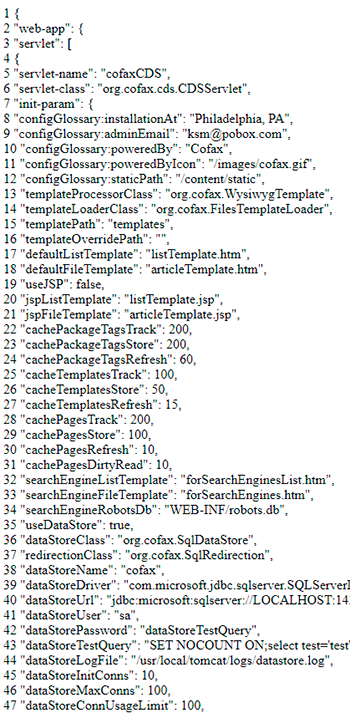 1 {
2 "web-app": {
3 "servlet": [
4 {
5 "servlet-name": "cofaxCDS",
6 "servlet-class": "org.cofax.cds.CDSServlet",
7 "init-param": {
8 "configGlossary:installationAt": "Philadelphia, PA",
9 "configGlossary:adminEmail": "ksm@pobox.com",
10 "configGlossary:poweredBy": "Cofax",
11 "configGlossary:poweredByIcon": "/images/cofax.gif",
12 "configGlossary:staticPath": "/content/static",
13 "templateProcessorClass": "org.cofax.WysiwygTemplate",
14 "templateLoaderClass": "org.cofax.FilesTemplateLoader",
15 "templatePath": "templates",
16 "templateOverridePath": "",
17 "defaultListTemplate": "listTemplate.htm",
18 "defaultFileTemplate": "articleTemplate.htm",
19 "useJSP": false,
20 "jspListTemplate": "listTemplate.jsp",
21 "jspFileTemplate": "articleTemplate.jsp",
22 "cachePackageTagsTrack": 200,
23 "cachePackageTagsStore": 200,
24 "cachePackageTagsRefresh": 60,
25 "cacheTemplatesTrack": 100,
26 "cacheTemplatesStore": 50,
27 "cacheTemplatesRefresh": 15,
28 "cachePagesTrack": 200,
29 "cachePagesStore": 100,
30 "cachePagesRefresh": 10,
31 "cachePagesDirtyRead": 10,
32 "searchEngineListTemplate": "forSearchEnginesList.htm",
33 "searchEngineFileTemplate": "forSearchEngines.htm",
34 "searchEngineRobotsDb": "WEB-INF/robots.db",
35 "useDataStore": true,
36 "dataStoreClass": "org.cofax.SqlDataStore",
37 "redirectionClass": "org.cofax.SqlRedirection",
38 "dataStoreName": "cofax",
39 "dataStoreDriver": "com.microsoft.jdbc.sqlserver.SQLServer
40 "dataStoreUrl": "jdbc:microsoft:sqlserver://LOCALHOST:14
41 "dataStoreUser": "sa",
42 "dataStorePassword": "dataStoreTestQuery",
43 "dataStoreTestQuery": "SET NOCOUNT ON;select test='test'
44 "dataStoreLogFile": "/usr/local/tomcat/logs/datastore.log",
45 "dataStoreInitConns": 10,
46 "dataStoreMaxConns": 100,
47 "dataStoreConnUsageLimit": 100,